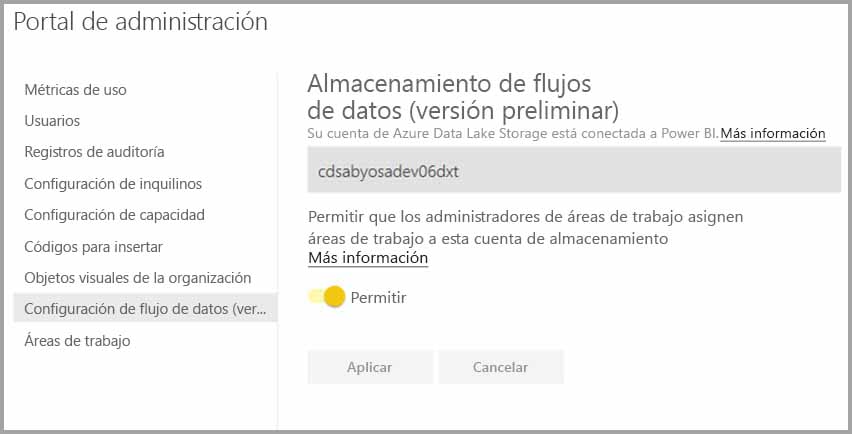 Portal de administración
Métricas de uso
Usuarios
Registros de auditoría
Configuración de inquilinos
Configuración de capacidad
Códigos para insertar
Objetos visuales de la organización
Configuración de flujo de datos (ver...
Áreas de trabajo
Almacenamiento de flujos
de datos (versión preliminar)
Su cuenta de Azure Data Lake Storage está conectada a Power BI. Más información
cdsabyosadev06dxt
Permitir que los administradores de áreas de trabajo asignen
áreas de trabajo a esta cuenta de almacenamiento
Más información
Permitir
Aplicar
Cancelar